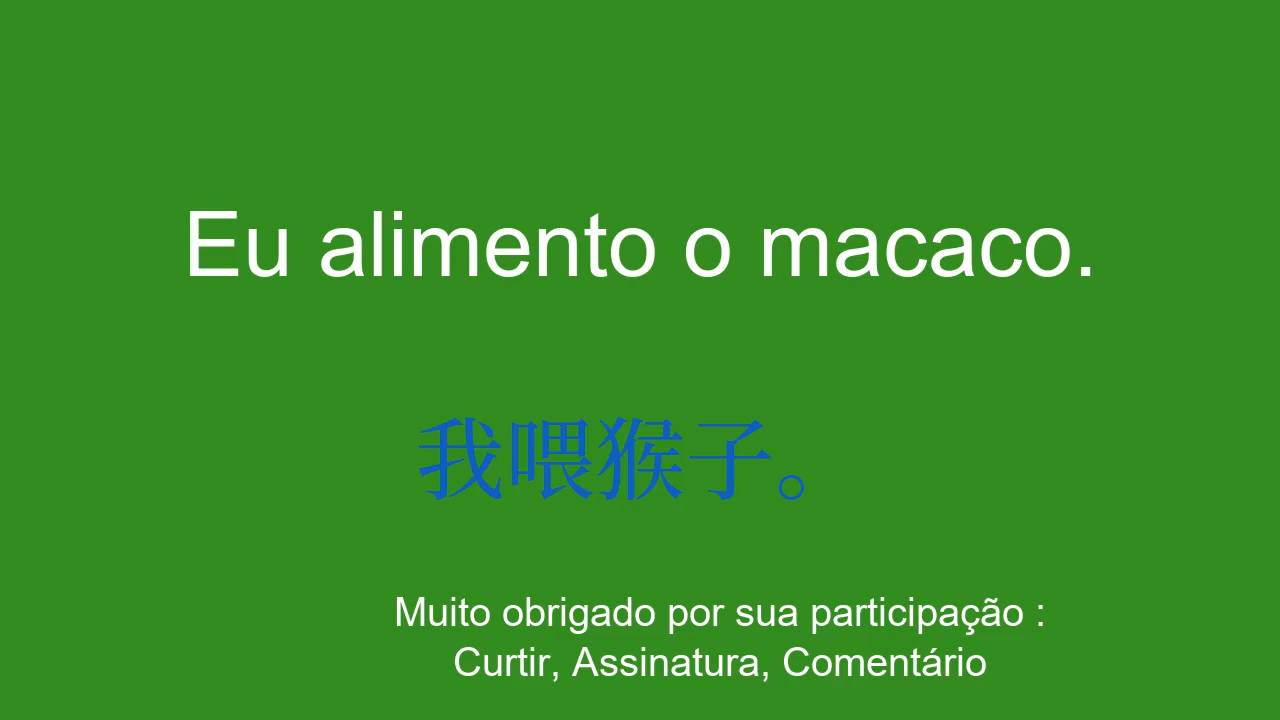 Eu alimento o macaco.
我喂猴子。
Muito obrigado por sua participação :
Curtir, Assinatura, Comentário